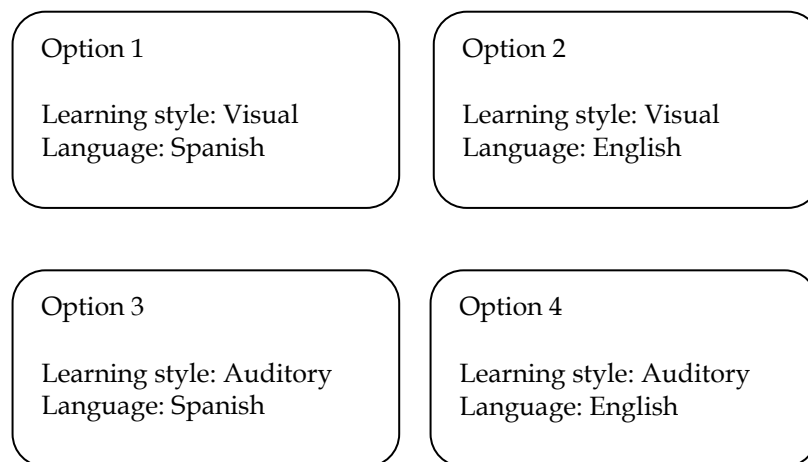 Option 1
Learning style: Visual
Language: Spanish
Option 2
Learning style: Visual
Language: English
Option 3
Learning style: Auditory
Language: Spanish
Option 4
Learning style: Auditory
Language: English